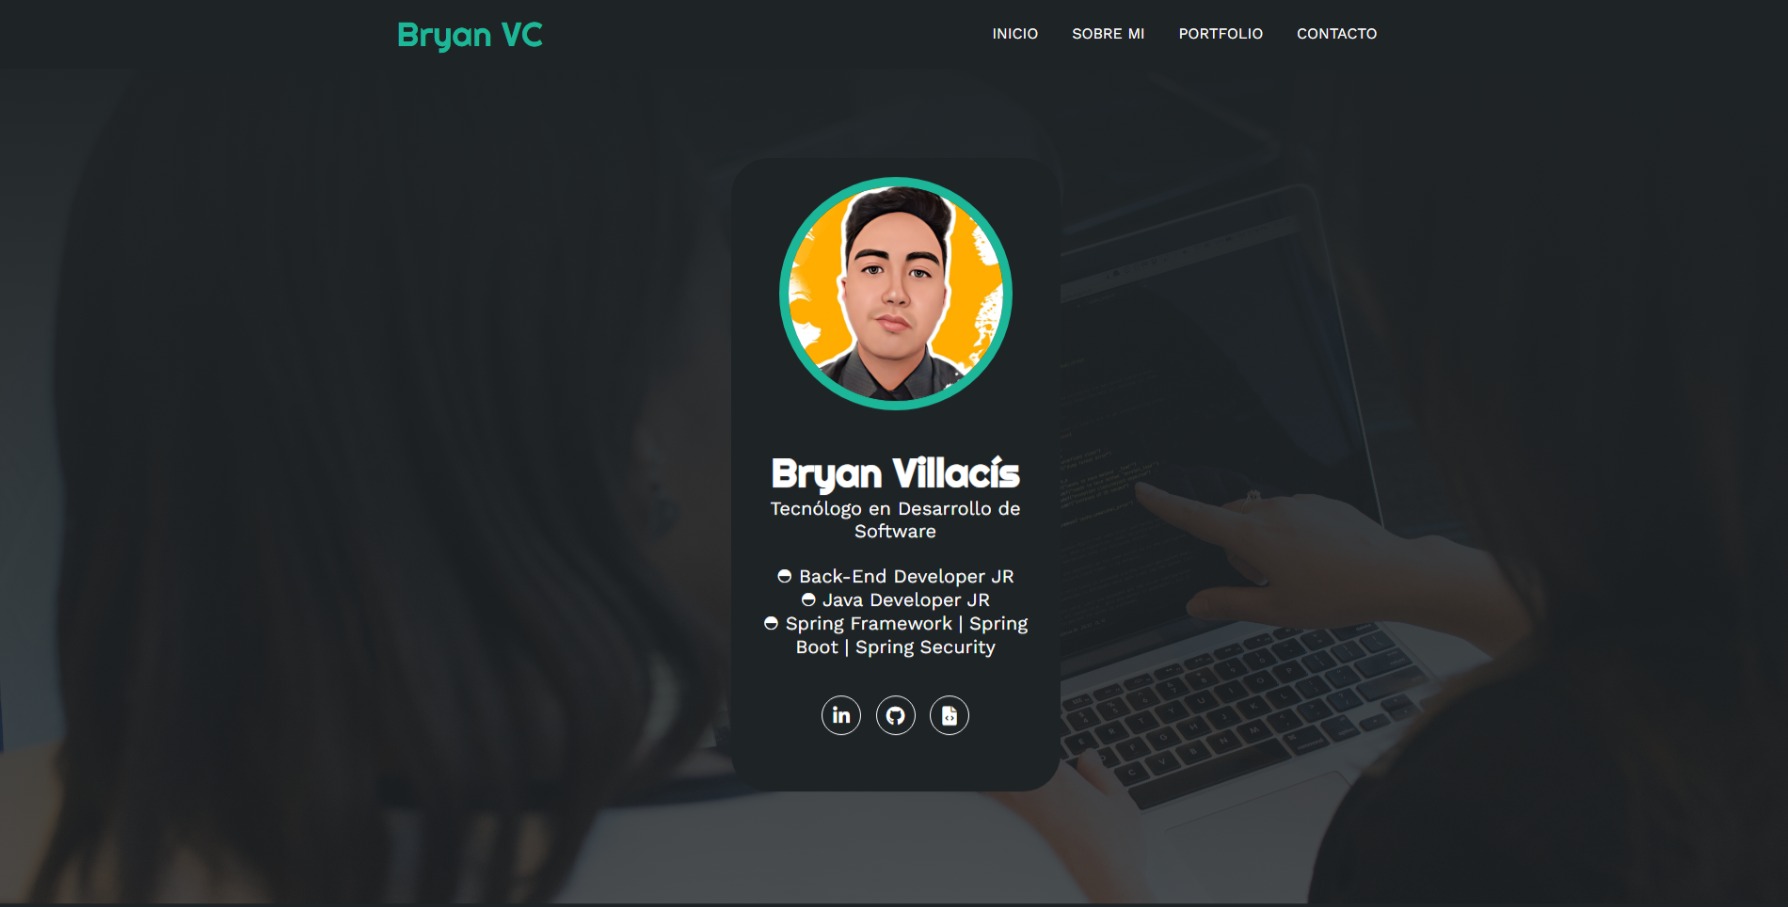 Bryan VC
INICIO
SOBRE MI
PORTFOLIO
CONTACTO
Bryan Villacís
Tecnólogo en Desarrollo de
Software
Back-End Developer JR
Java Developer JR
Spring Framework | Spring
Boot | Spring Security
in